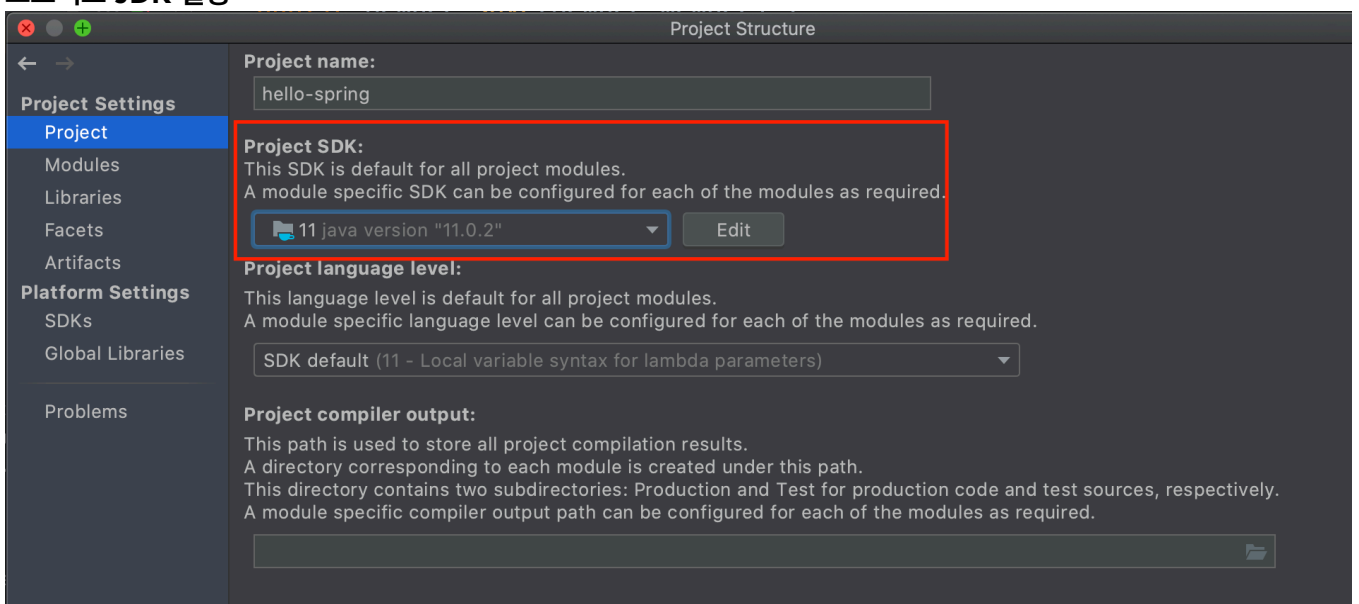 Project Structure
Project name:
hello-spring
Project Settings
Project
Modules
Libraries
Facets
Artifacts
Platform Settings
SDKs
Global Libraries
Problems
Project SDK:
This SDK is default for all project modules.
A module specific SDK can be configured for each of the modules as required.
11 java version "11.0.2"
Edit
Project language level:
This language level is default for all project modules.
A module specific language level can be configured for each of the modules as required.
SDK default (11 - Local variable syntax for lambda parameters)
Project compiler output:
This path is used to store all project compilation results.
A directory corresponding to each module is created under this path.
This directory contains two subdirectories: Production and Test for production code and test sources, respectively.
A module specific compiler output path can be configured for each of the modules as required.